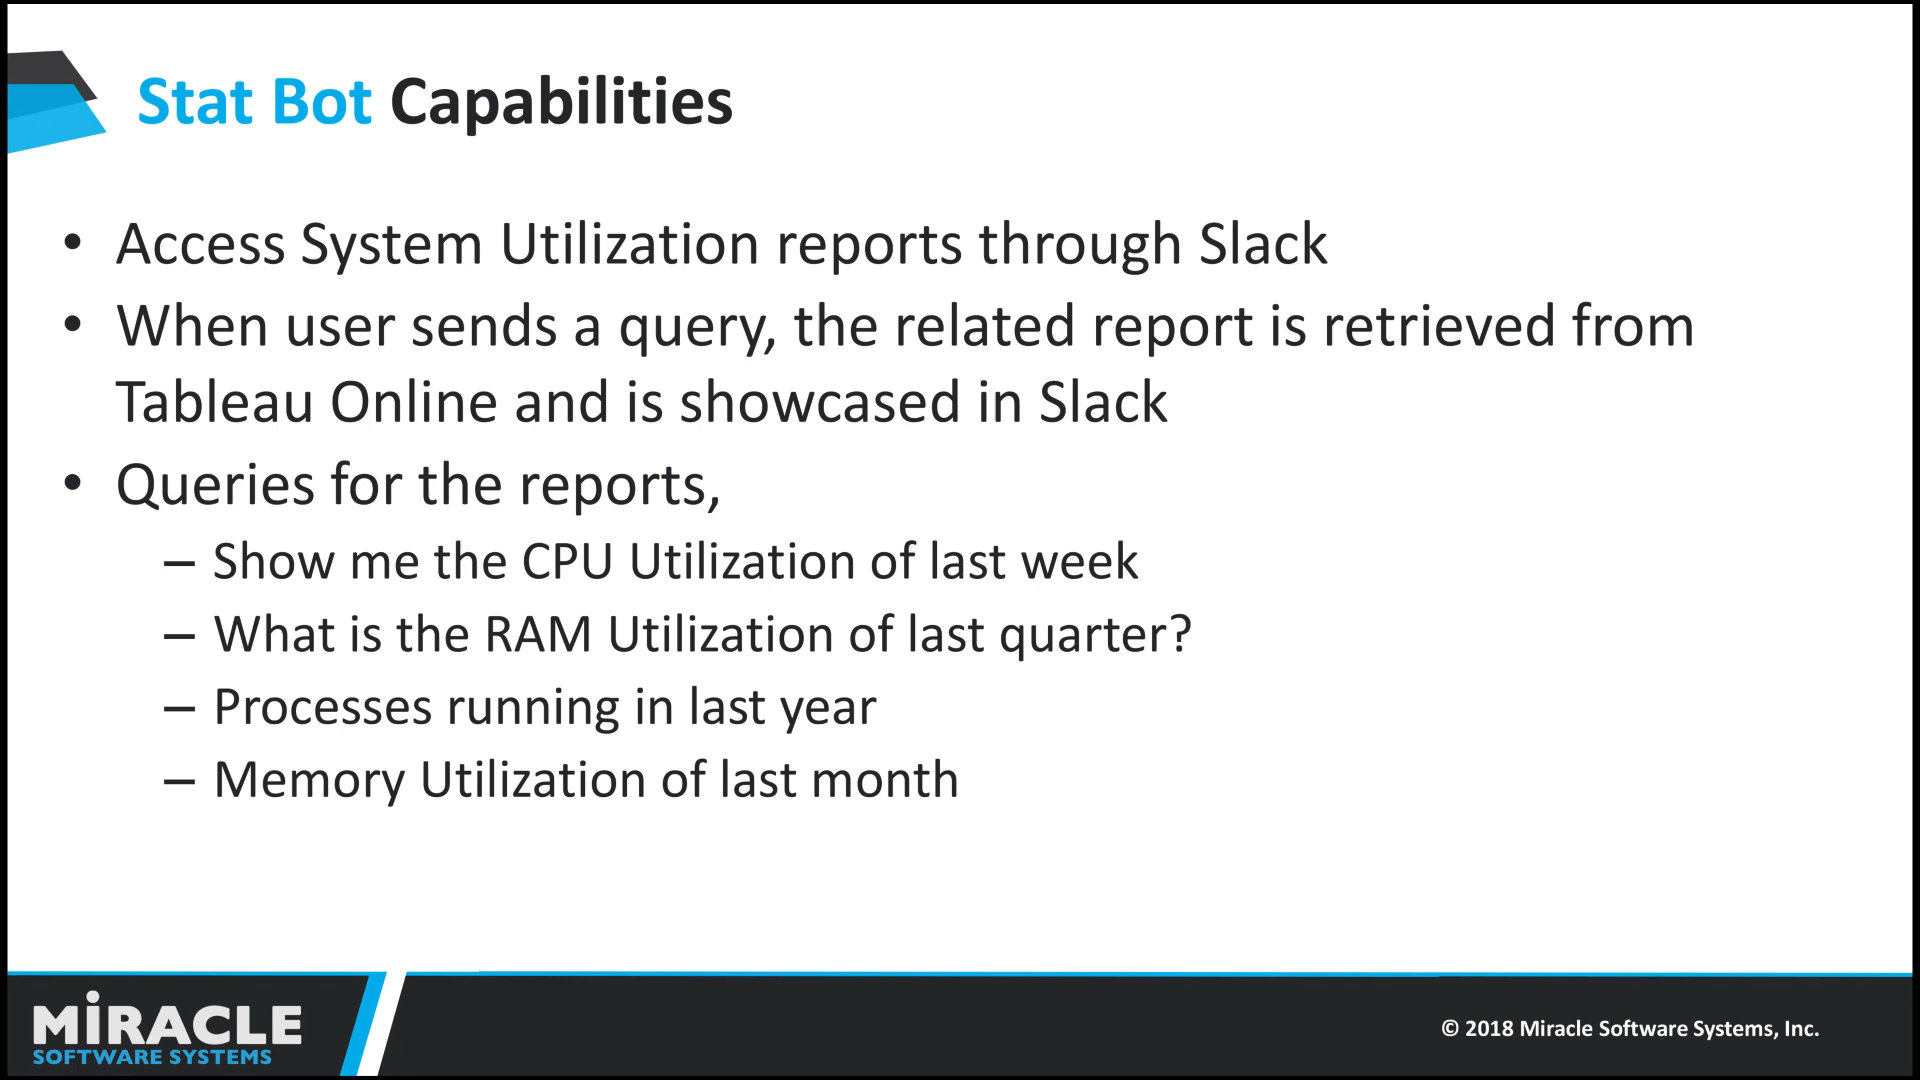 Stat Bot Capabilities
• Access System Utilization reports through Slack
• When user sends a query, the related report is retrieved from
Tableau Online and is showcased in Slack
• Queries for the reports,
– Show me the CPU Utilization of last week
– What is the RAM Utilization of last quarter?
– Processes running in last year
– Memory Utilization of last month
MiRACLE
SOFTWARE SYSTEMS
© 2018 Miracle Software Systems, Inc.